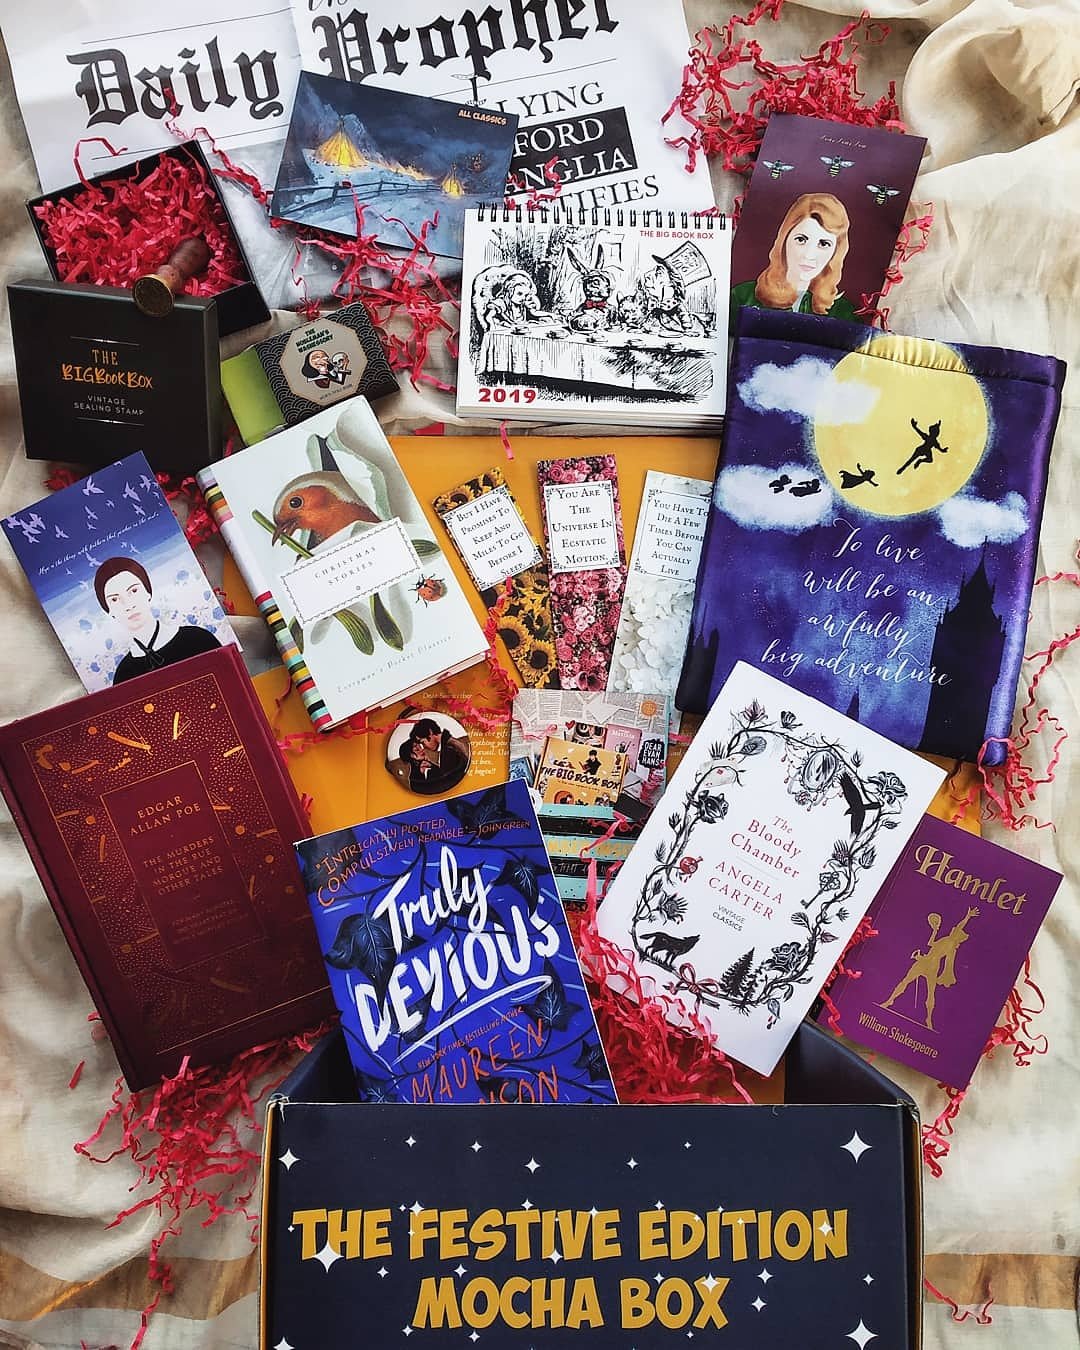 Daily Prophet
LYING
FORD
ANGLIA
ALL CLASSICS
THE BIG BOOK BOX
2019
THE
BIGBOOKBOX
VINTAGE
SEALING STAMP
THE
CHRISTMAS
STORIES
Everyman's Pocket Classics
BUT I HAVE
PROMISES TO
KEEP AND
MILES TO GO
BEFORE I
SLEEP
YOU ARE
THE
UNIVERSE IN
ECSTATIC
MOTION.
YOU HAVE TO
DIE A FEW
TIMES BEFORE
YOU CAN
ACTUALLY
LIVE
To live
will be an
awfully
big adventure
EDGAR
ALLAN POE
THE MURDERS
IN THE RUE
MORGUE AND
OTHER TALES
DEAR
EVAN
HANS
THE BIG BOOK BOX
"INTRICATELY PLOTTED,
COMPULSIVELY READABLE."—JOHN GREEN
Truly
DEVIOUS
NEW YORK TIMES BESTSELLING AUTHOR
MAUREEN
The
Bloody
Chamber
ANGELA
CARTER
VINTAGE
CLASSICS
Hamlet
William Shakespeare
THE FESTIVE EDITION
MOCHA BOX